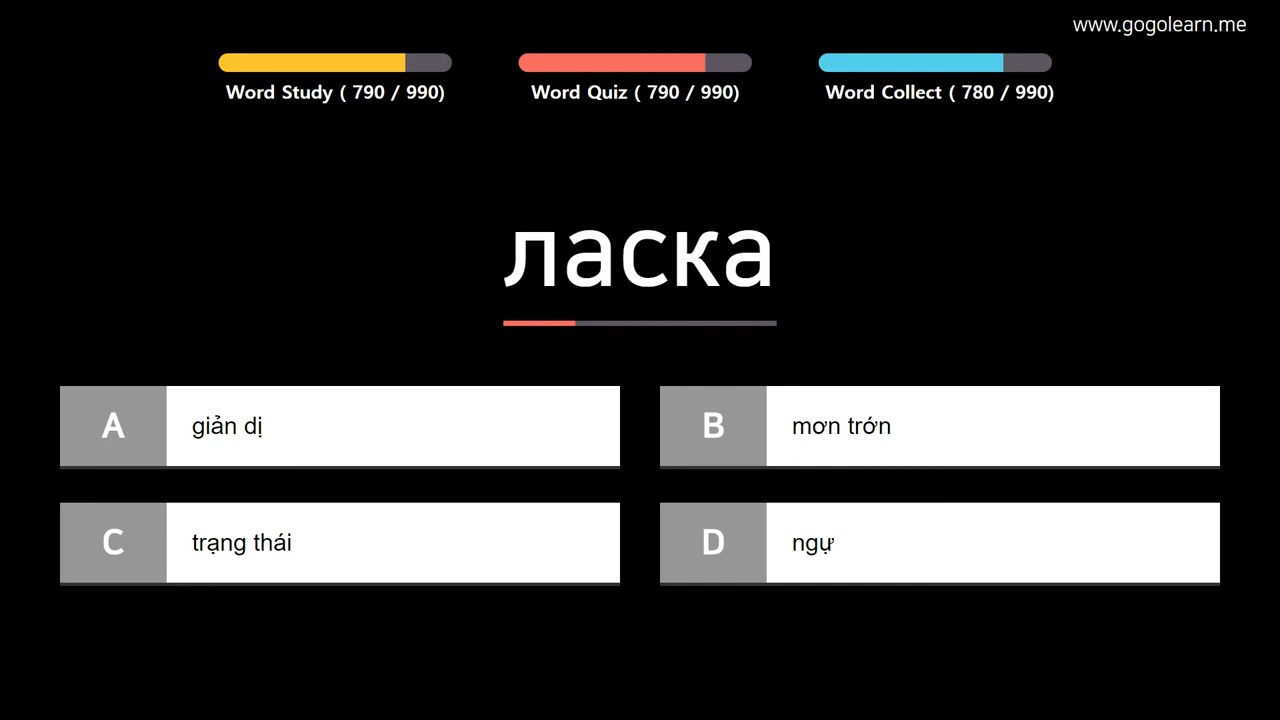 www.gogolearn.me
Word Study ( 790 / 990)
Word Quiz ( 790 / 990)
Word Collect ( 780 / 990)
ласка
A giản dị
B mơn trớn
C trạng thái
D ngự